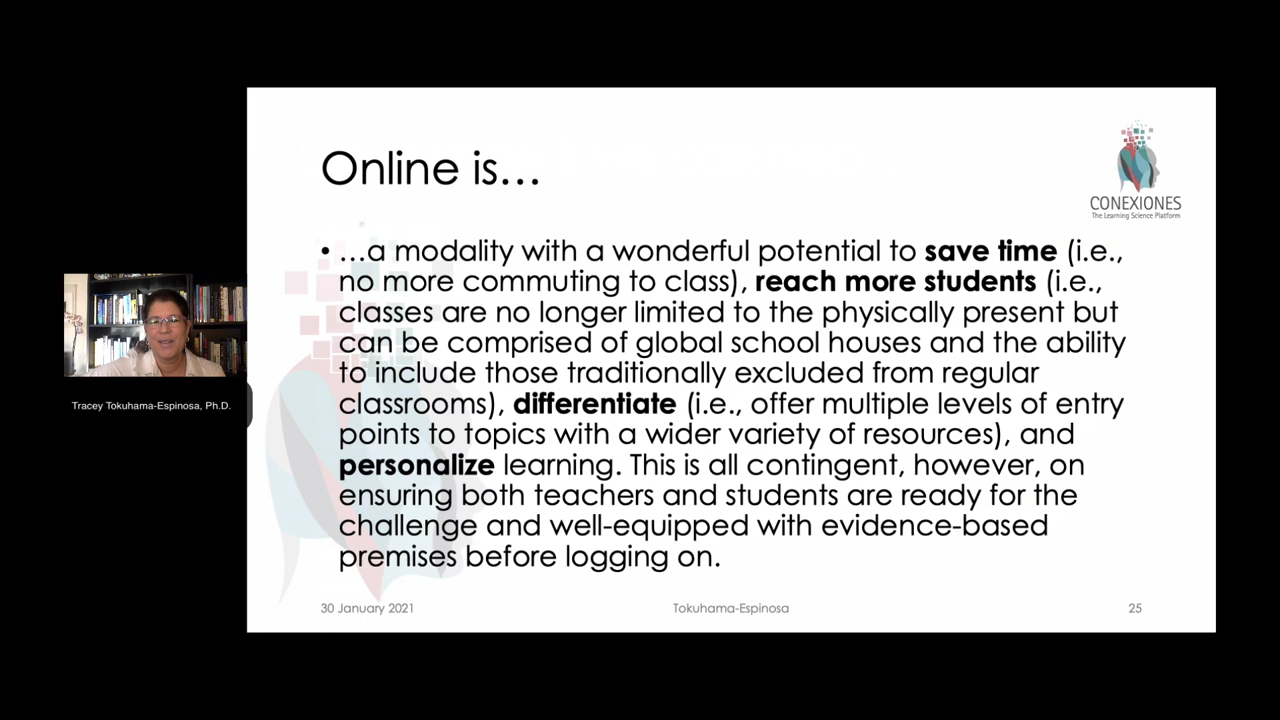 Online is…
CONEXIONES
The Learning Science Platform
• …a modality with a wonderful potential to save time (i.e.,
no more commuting to class), reach more students (i.e.,
classes are no longer limited to the physically present but
can be comprised of global school houses and the ability
to include those traditionally excluded from regular
classrooms), differentiate (i.e., offer multiple levels of entry
points to topics with a wider variety of resources), and
personalize learning. This is all contingent, however, on
ensuring both teachers and students are ready for the
challenge and well-equipped with evidence-based
premises before logging on.
Tracey Tokuhama-Espinosa, Ph.D.
30 January 2021
Tokuhama-Espinosa
25